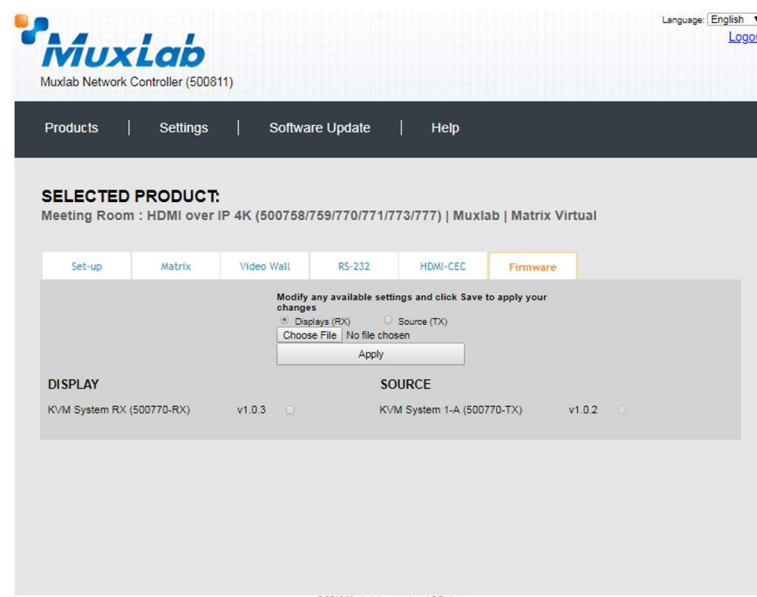 Language: English
Logou
MuxLab
Muxlab Network Controller (500811)
Products | Settings | Software Update | Help
SELECTED PRODUCT:
Meeting Room : HDMI over IP 4K (500758/759/770/771/773/777) | Muxlab | Matrix Virtual
Set-up Matrix Video Wall RS-232 HDMI-CEC Firmware
Modify any available settings and click Save to apply your
changes
Displays (RX) Source (TX)
Choose File No file chosen
Apply
DISPLAY SOURCE
KVM System RX (500770-RX) v1.0.3 KVM System 1-A (500770-TX) v1.0.2